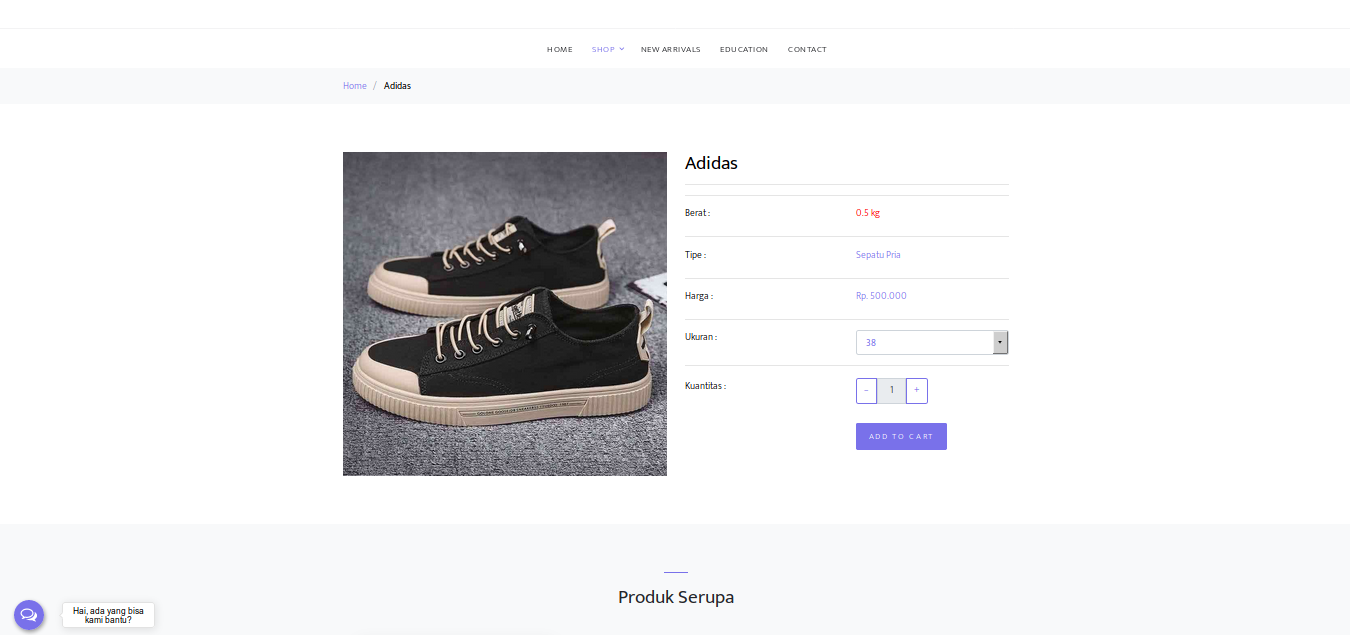 HOME SHOP NEW ARRIVALS EDUCATION CONTACT
Home / Adidas
Adidas
Berat : 0.5 kg
Tipe : Sepatu Pria
Harga : Rp. 500.000
Ukuran : 38
Kuantitas : - 1 +
ADD TO CART
Produk Serupa
Hai, ada yang bisa
kami bantu?